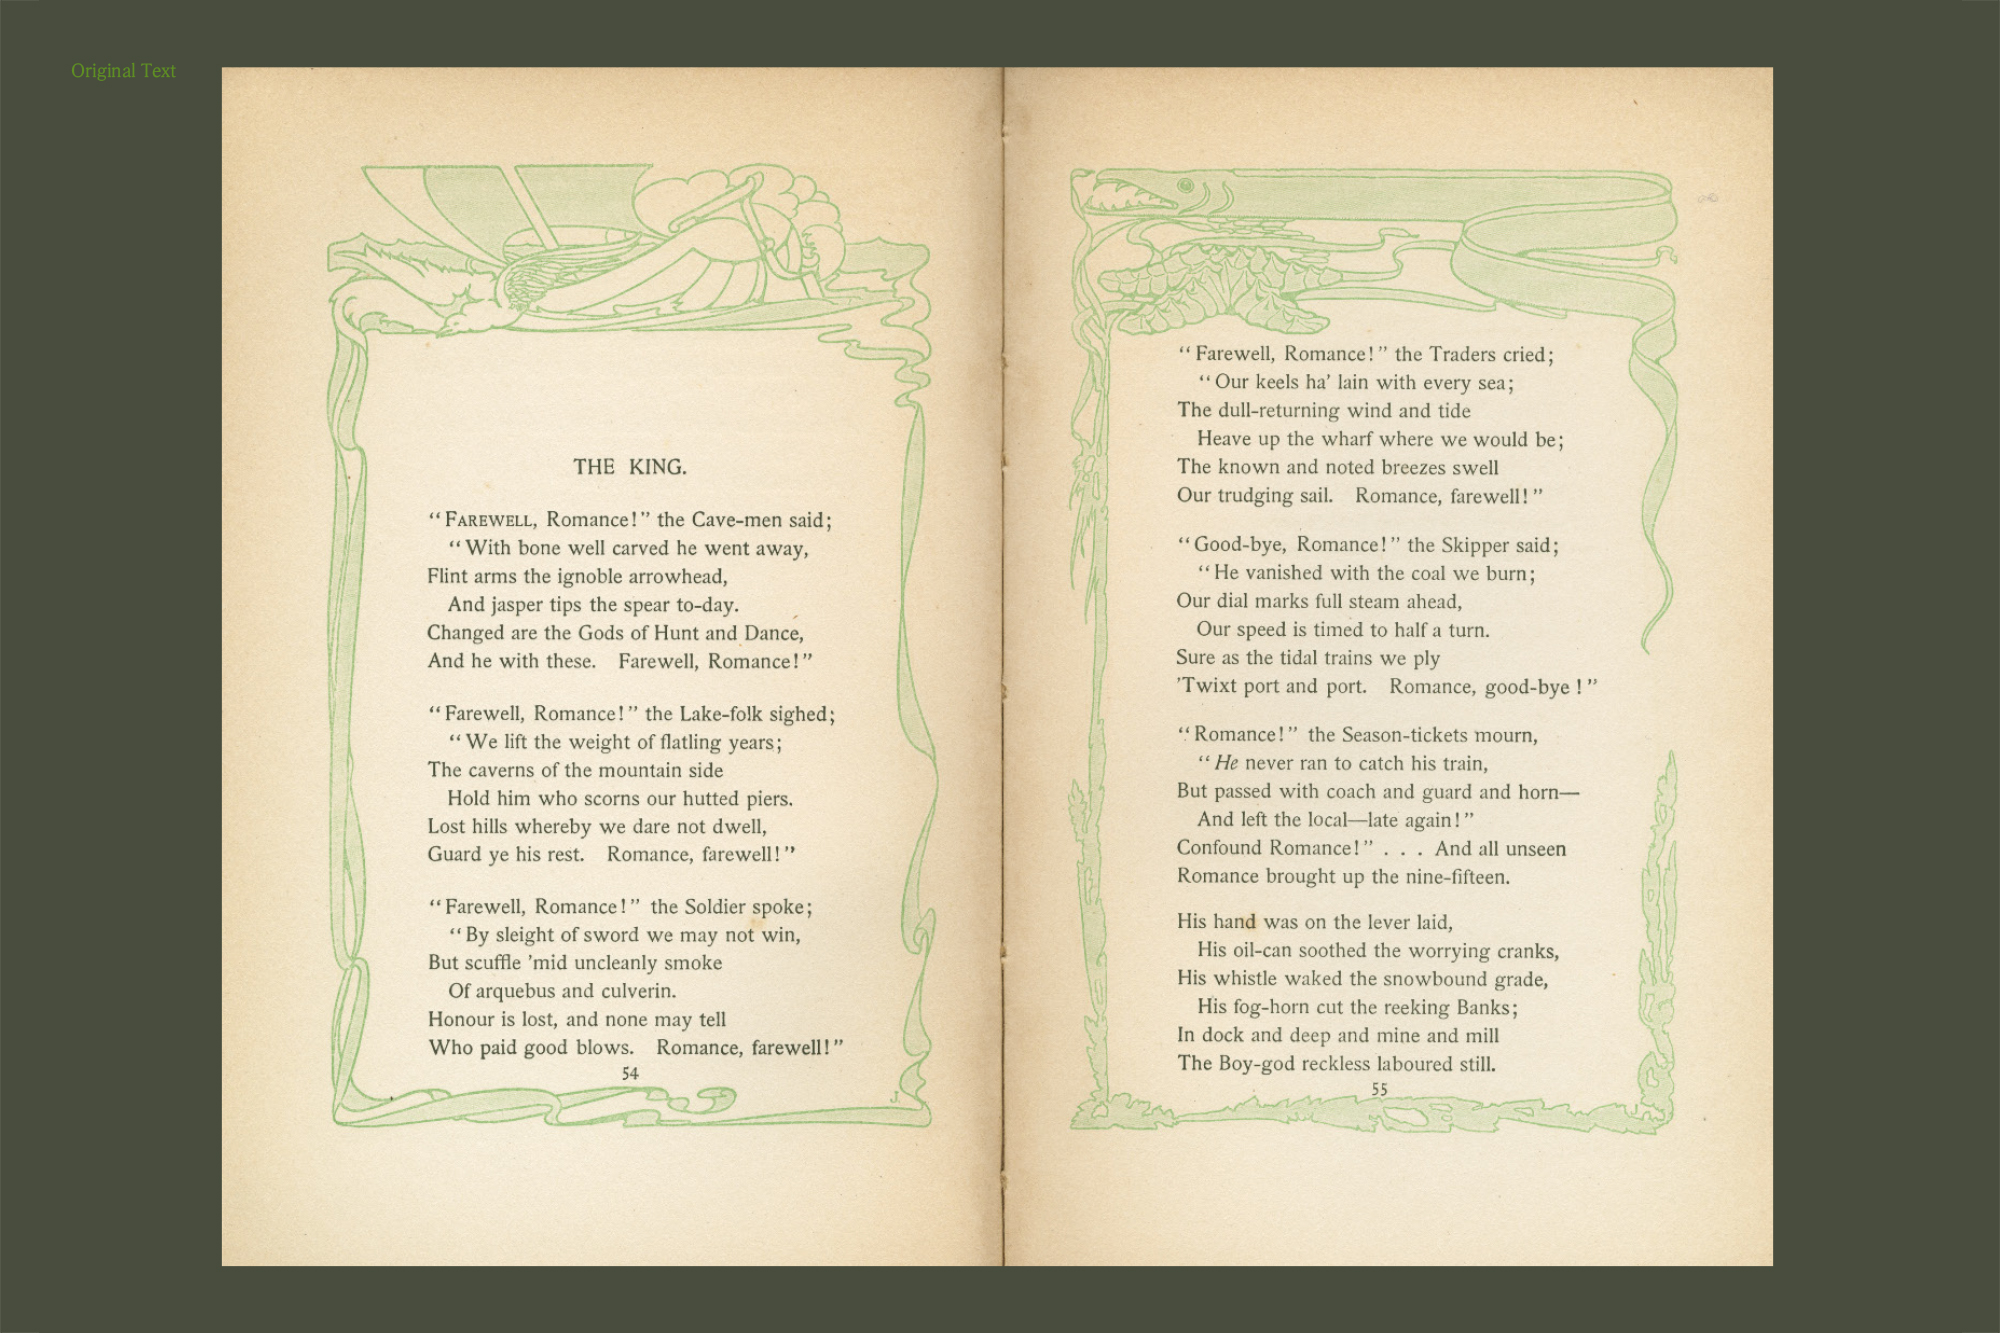 Original Text
THE KING.
“FAREWELL, Romance!” the Cave-men said;
“With bone well carved he went away,
Flint arms the ignoble arrowhead,
And jasper tips the spear to-day.
Changed are the Gods of Hunt and Dance,
And he with these. Farewell, Romance!”
“Farewell, Romance!” the Lake-folk sighed;
“We lift the weight of flatling years;
The caverns of the mountain side
Hold him who scorns our hutted piers.
Lost hills whereby we dare not dwell,
Guard ye his rest. Romance, farewell!”
“Farewell, Romance!” the Soldier spoke;
“By sleight of sword we may not win,
But scuffle ’mid uncleanly smoke
Of arquebus and culverin.
Honour is lost, and none may tell
Who paid good blows. Romance, farewell!”
54
J.
“Farewell, Romance!” the Traders cried;
“Our keels ha’ lain with every sea;
The dull-returning wind and tide
Heave up the wharf where we would be;
The known and noted breezes swell
Our trudging sail. Romance, farewell!”
“Good-bye, Romance!” the Skipper said;
“He vanished with the coal we burn;
Our dial marks full steam ahead,
Our speed is timed to half a turn.
Sure as the tidal trains we ply
’Twixt port and port. Romance, good-bye!”
“Romance!” the Season-tickets mourn,
“He never ran to catch his train,
But passed with coach and guard and horn—
And left the local—late again!”
Confound Romance!” . . . And all unseen
Romance brought up the nine-fifteen.
His hand was on the lever laid,
His oil-can soothed the worrying cranks,
His whistle waked the snowbound grade,
His fog-horn cut the reeking Banks;
In dock and deep and mine and mill
The Boy-god reckless laboured still.
55